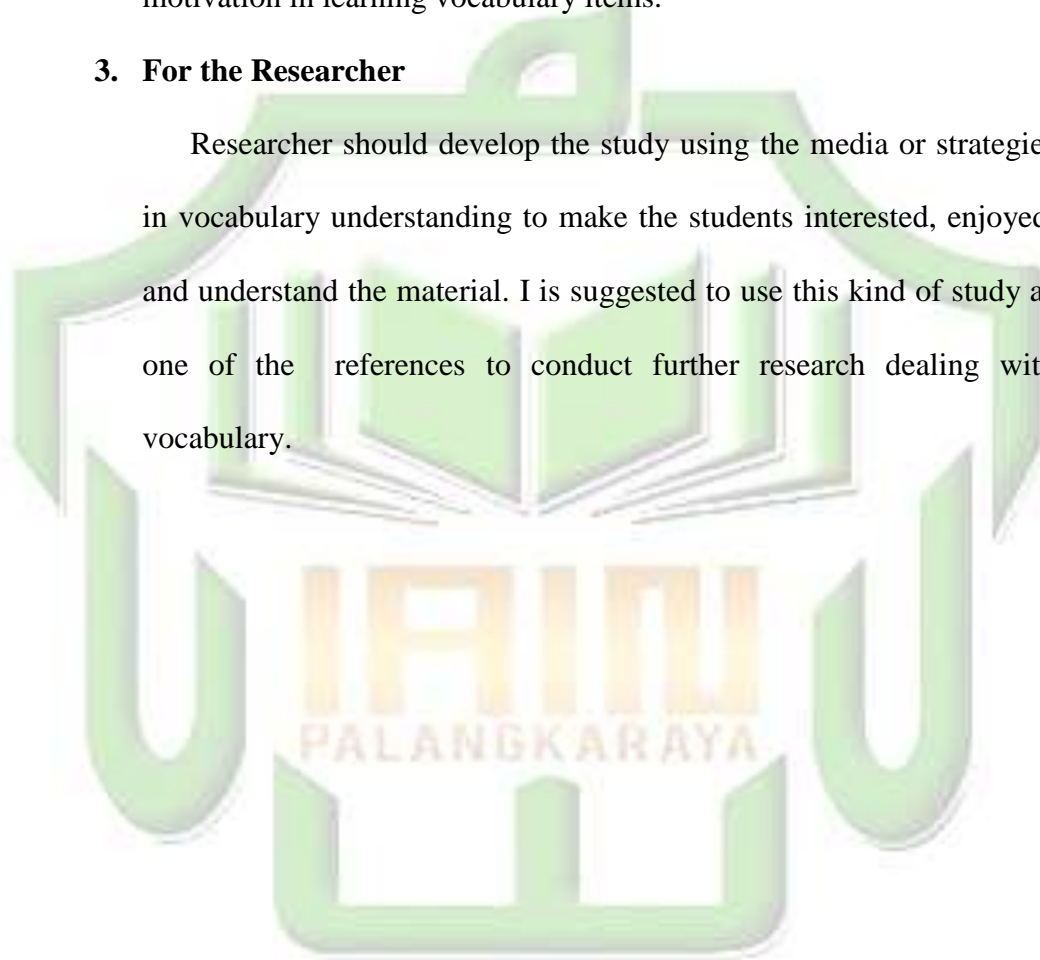 motivation in learning vocabulary items.
3. For the Researcher
Researcher should develop the study using the media or strategie
in vocabulary understanding to make the students interested, enjoyed
and understand the material. I is suggested to use this kind of study a
one of the references to conduct further research dealing wit
vocabulary.
IAIN
PALANGKARAYA